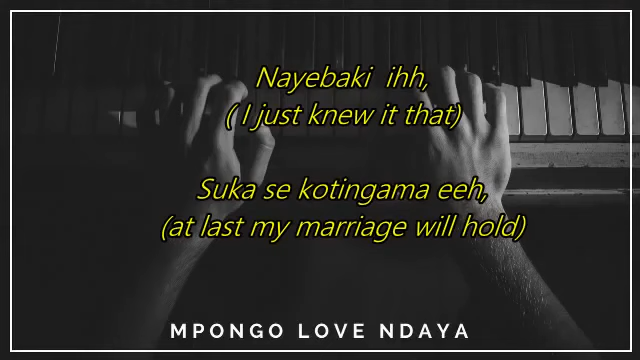 Nayebaki ihh,
( I just knew it that)
Suka se kotingama eeh,
(at last my marriage will hold)
MPONGO LOVE NDAYA